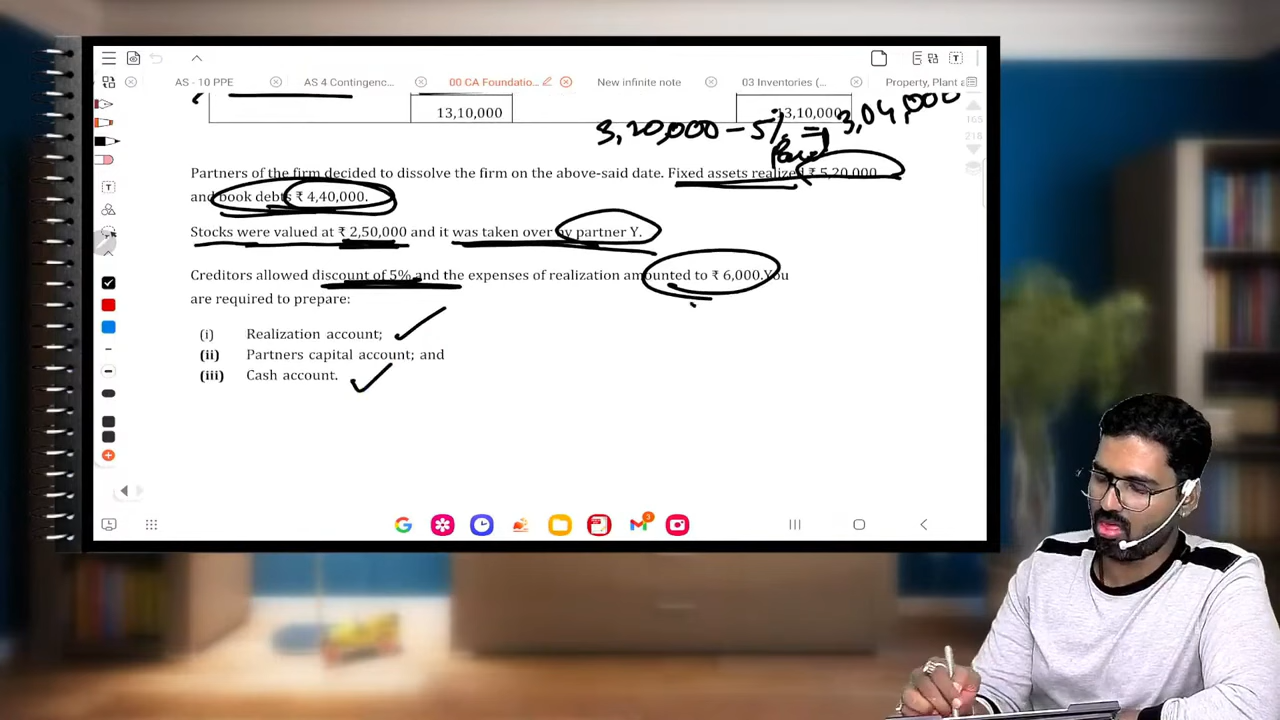 AS - 10 PPE
AS 4 Contingenc...
00 CA Foundatio...
New infinite note
03 Inventories (...
Property, Plant a
13,10,000
13,10,000
3,20,000 - 5% = 3,04,000
165
218
Partners of the firm decided to dissolve the firm on the above-said date. Fixed assets realized ₹ 5,20,000
and book debts ₹ 4,40,000.
Stocks were valued at ₹ 2,50,000 and it was taken over by partner Y.
Creditors allowed discount of 5% and the expenses of realization amounted to ₹ 6,000.You
are required to prepare:
(i) Realization account;
(ii) Partners capital account; and
(iii) Cash account.
3